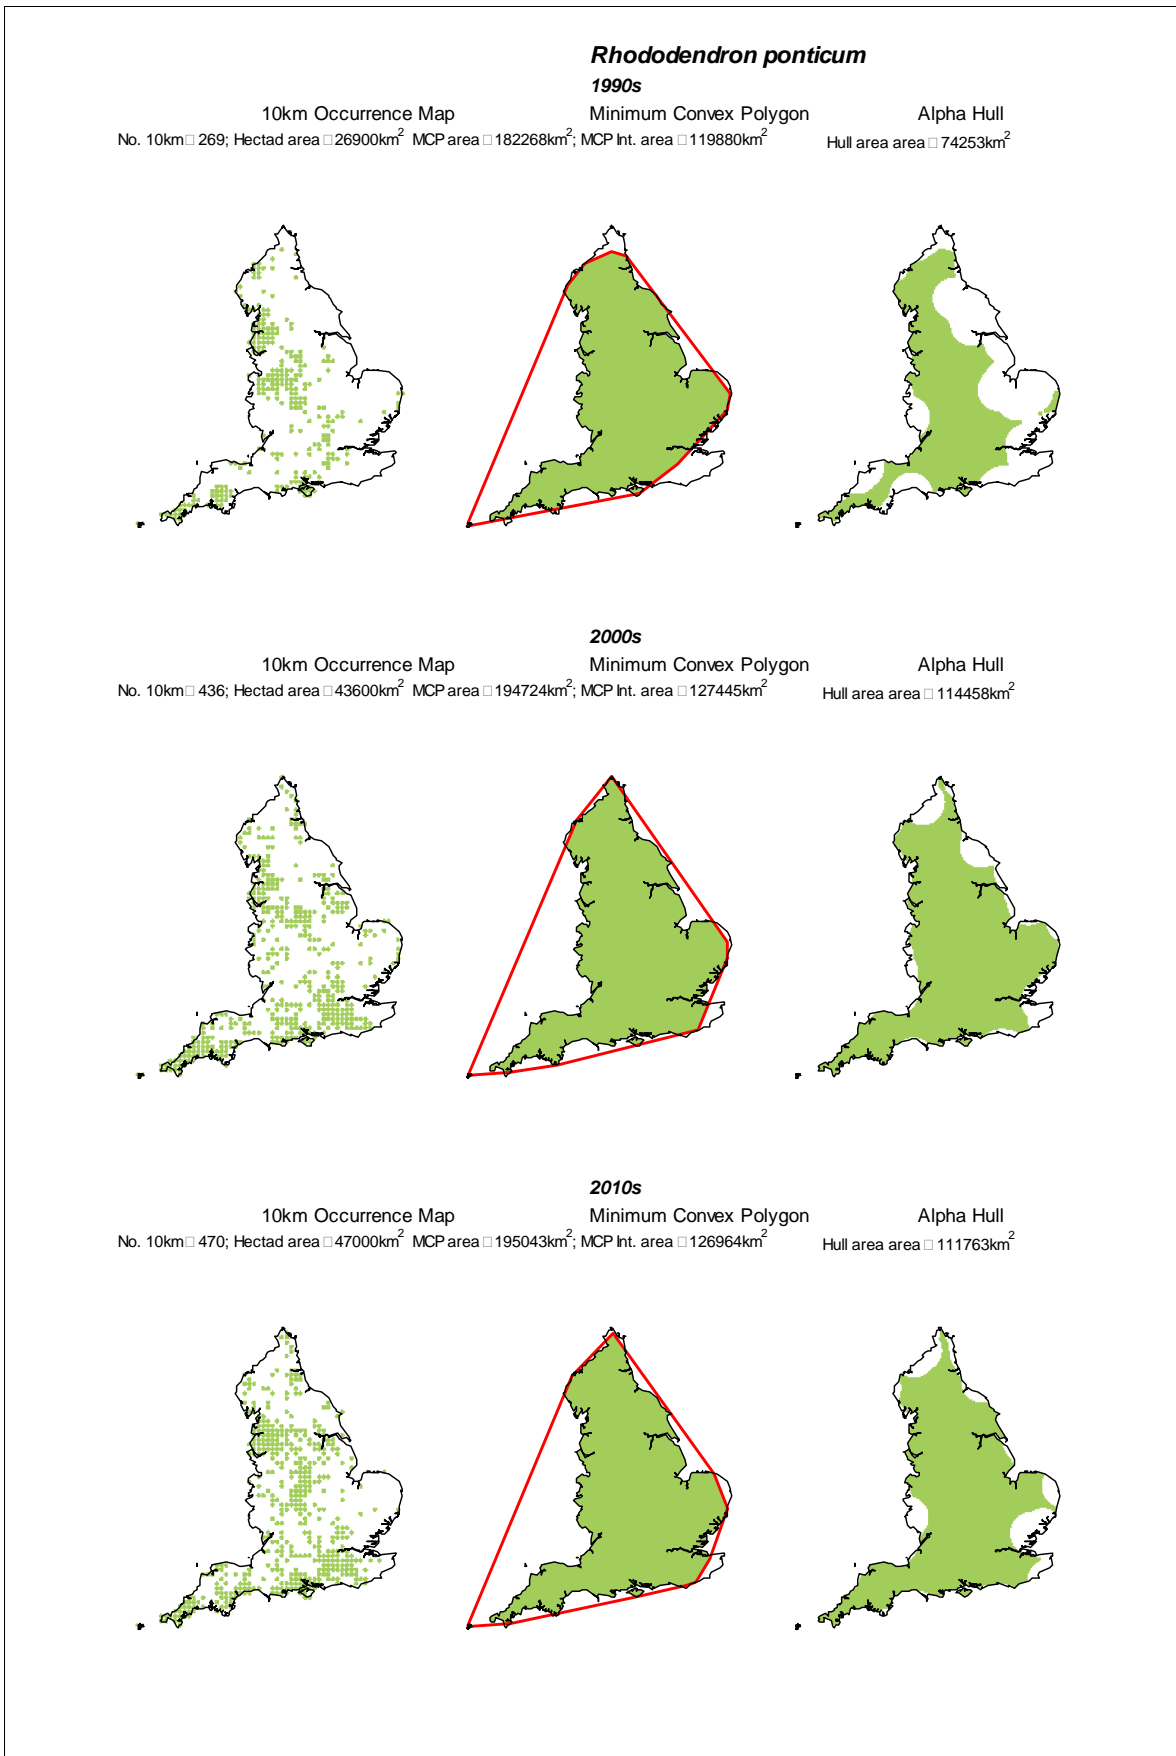 Rhododendron ponticum
1990s
10km Occurrence Map Minimum Convex Polygon Alpha Hull
No. 10km□ 269; Hectad area □ 26900km² MCP area □ 182268km²; MCP Int. area □ 119880km² Hull area area □ 74253km²
2000s
10km Occurrence Map Minimum Convex Polygon Alpha Hull
No. 10km□ 436; Hectad area □ 43600km² MCP area □ 194724km²; MCP Int. area □ 127445km² Hull area area □ 114458km²
2010s
10km Occurrence Map Minimum Convex Polygon Alpha Hull
No. 10km□ 470; Hectad area □ 47000km² MCP area □ 195043km²; MCP Int. area □ 126964km² Hull area area □ 111763km²